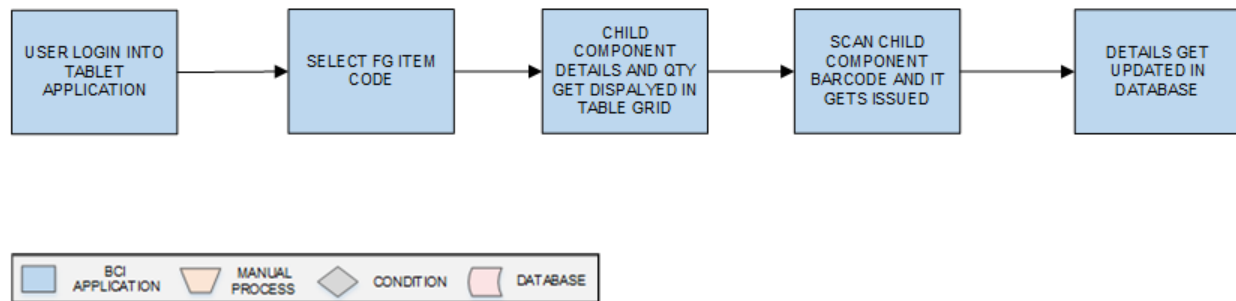 USER LOGIN INTO
TABLET
APPLICATION
SELECT FG ITEM
CODE
CHILD
COMPONENT
DETAILS AND QTY
GET DISPALYED IN
TABLE GRID
SCAN CHILD
COMPONENT
BARCODE AND IT
GETS ISSUED
DETAILS GET
UPDATED IN
DATABASE
BCI
APPLICATION
MANUAL
PROCESS
CONDITION
DATABASE